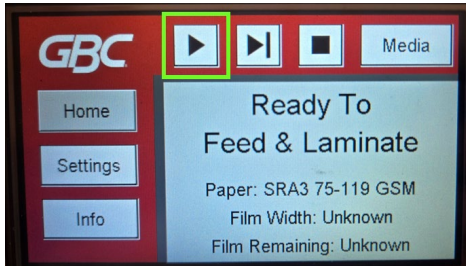 GBC
Media
Home
Settings
Info
Ready To
Feed & Laminate
Paper: SRA3 75-119 GSM
Film Width: Unknown
Film Remaining: Unknown